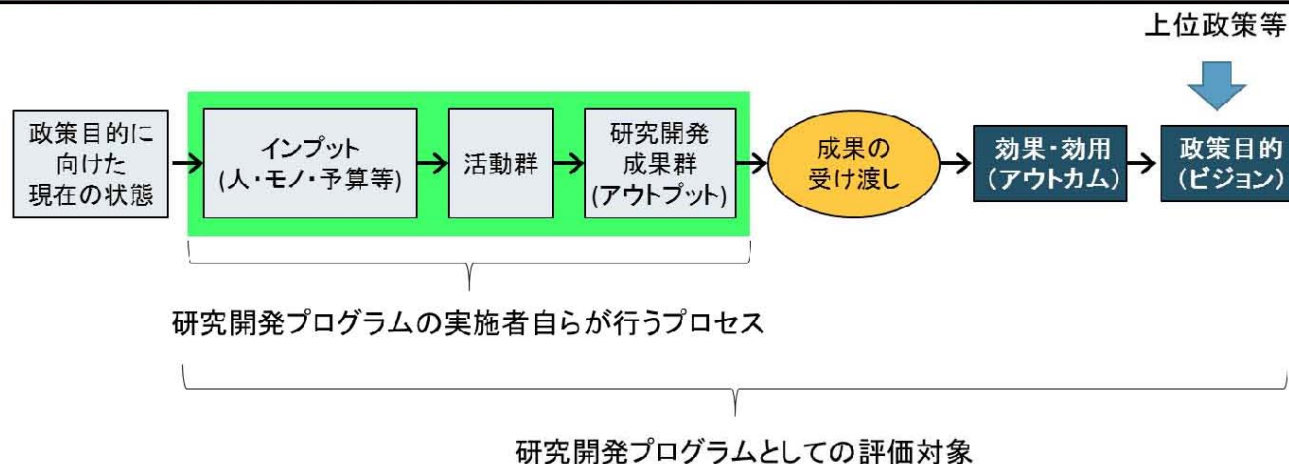 上位政策等
政策目的に
向けた
現在の状態
インプット
(人・モノ・予算等)
活動群
研究開発
成果群
(アウトプット)
成果の
受け渡し
効果・効用
(アウトカム)
政策目的
(ビジョン)
研究開発プログラムの実施者自らが行うプロセス
研究開発プログラムとしての評価対象